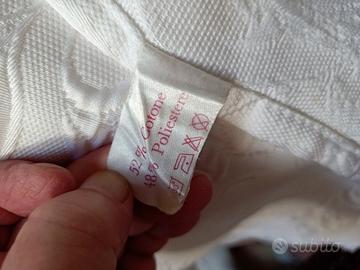 52% Cotone
48% Poliestere
subito